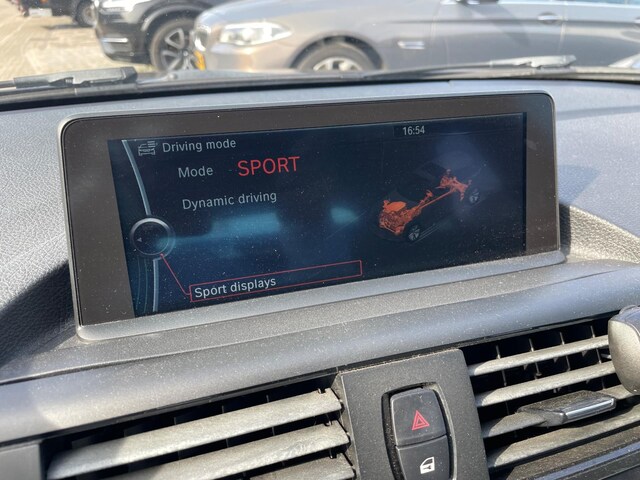 Driving mode
16:54
Mode SPORT
Dynamic driving
Sport displays